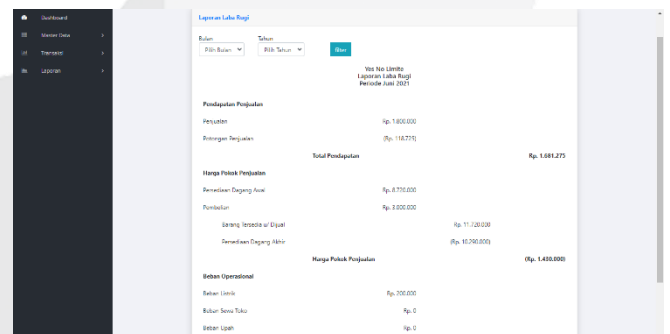 Dashboard
Master Data
Transaksi
Laporan
Laporan Laba Rugi
Bulan Tahun
Pilih Bulan Pilih Tahun filter
Yes No Limite
Laporan Laba Rugi
Periode Juni 2021
Pendapatan Penjualan
Penjualan Rp. 1.800.000
Potongan Penjualan (Rp. 118.725)
Total Pendapatan Rp. 1.681.275
Harga Pokok Penjualan
Persediaan Dagang Awal Rp. 8.720.000
Pembelian Rp. 3.000.000
Barang Tersedia u/ Dijual Rp. 11.720.000
Persediaan Dagang Akhir (Rp. 10.290.000)
Harga Pokok Penjualan (Rp. 1.430.000)
Beban Operasional
Beban Listrik Rp. 200.000
Beban Sewa Toko Rp. 0
Beban Upah Rp. 0